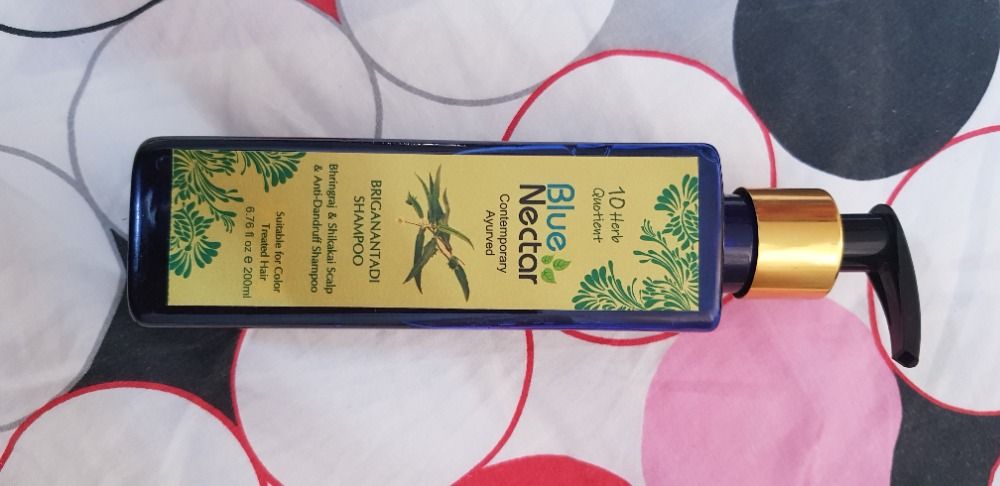 10 Herb
Quotient
Blue
Nectar
Contemporary
Ayurved
BRIGANANTADI
SHAMPOO
Bhringraj & Shikakai Scalp
& Anti-Dandruff Shampoo
Suitable for Color
Treated Hair
6.76 fl oz e 200ml